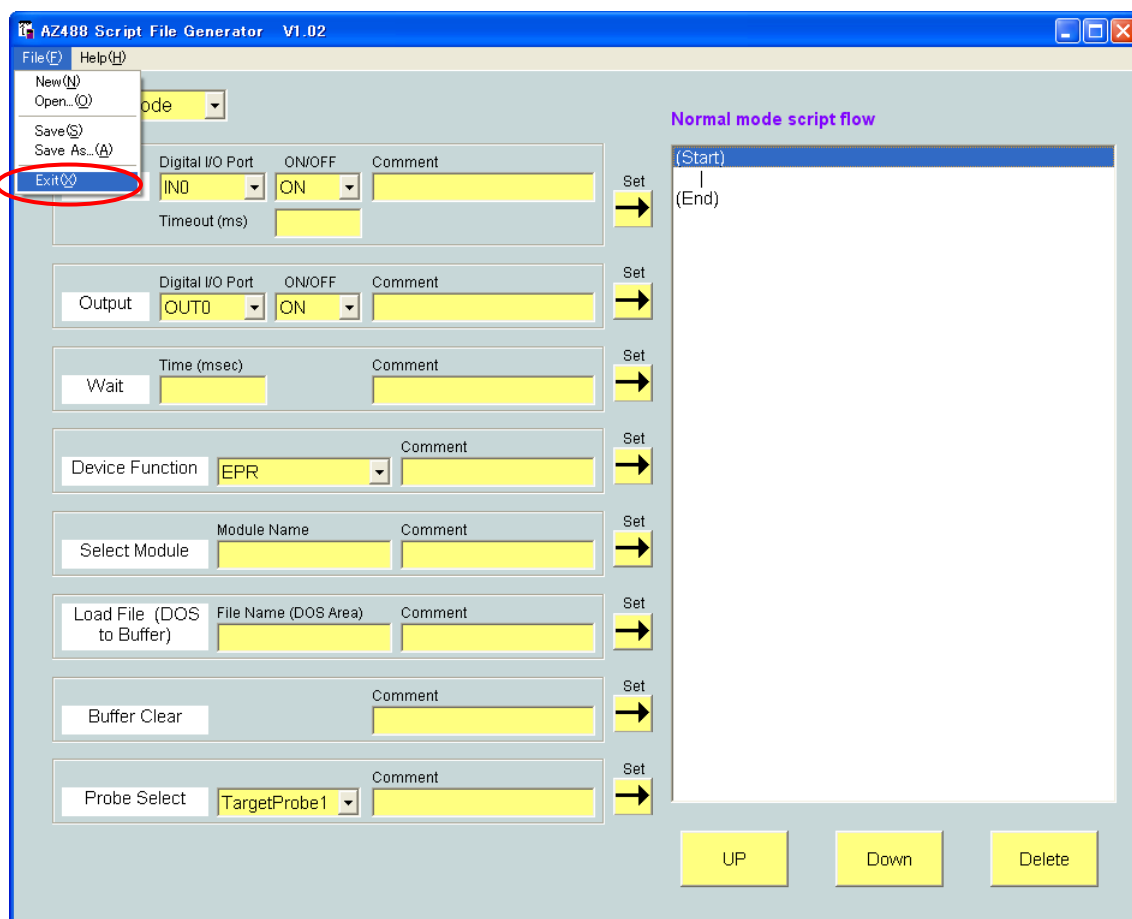 AZ488 Script File Generator V1.02
File(F) Help(H)
New(N)
Open...(O)
Save(S)
Save As...(A)
Exit(X)
ode
Normal mode script flow
Digital I/O Port ON/OFF Comment
IN0 ON
Timeout (ms)
Set
(Start)
(End)
Digital I/O Port ON/OFF Comment
Output OUT0 ON
Set
Time (msec) Comment
Wait
Set
Comment
Device Function EPR
Set
Module Name Comment
Select Module
Set
Load File (DOS
to Buffer)
File Name (DOS Area) Comment
Set
Comment
Buffer Clear
Set
Comment
Probe Select TargetProbe1
Set
UP Down Delete